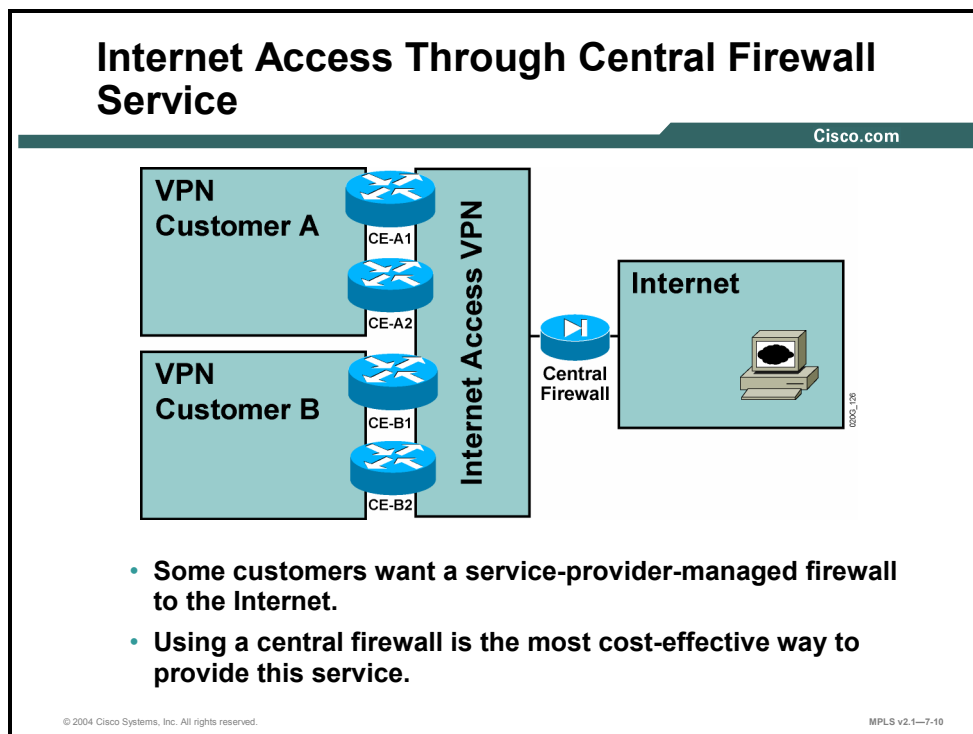 Internet Access Through Central Firewall
Service
Cisco.com
VPN
Customer A
CE-A1
CE-A2
VPN
Customer B
CE-B1
CE-B2
Internet Access VPN
Central
Firewall
Internet
020G_126
• Some customers want a service-provider-managed firewall
to the Internet.
• Using a central firewall is the most cost-effective way to
provide this service.
© 2004 Cisco Systems, Inc. All rights reserved.
MPLS v2.1—7-10